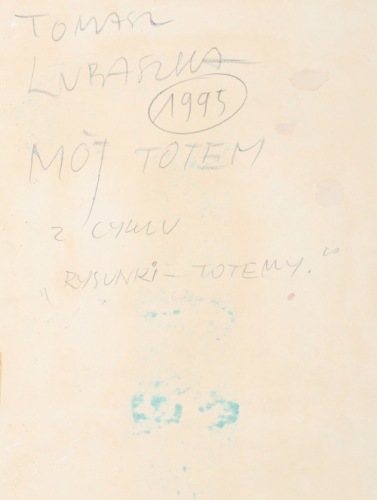 TOMASZ
LUBASZKA
1995
MÓJ TOTEM
Z CYKLU
„RYSUNKI – TOTEMY."